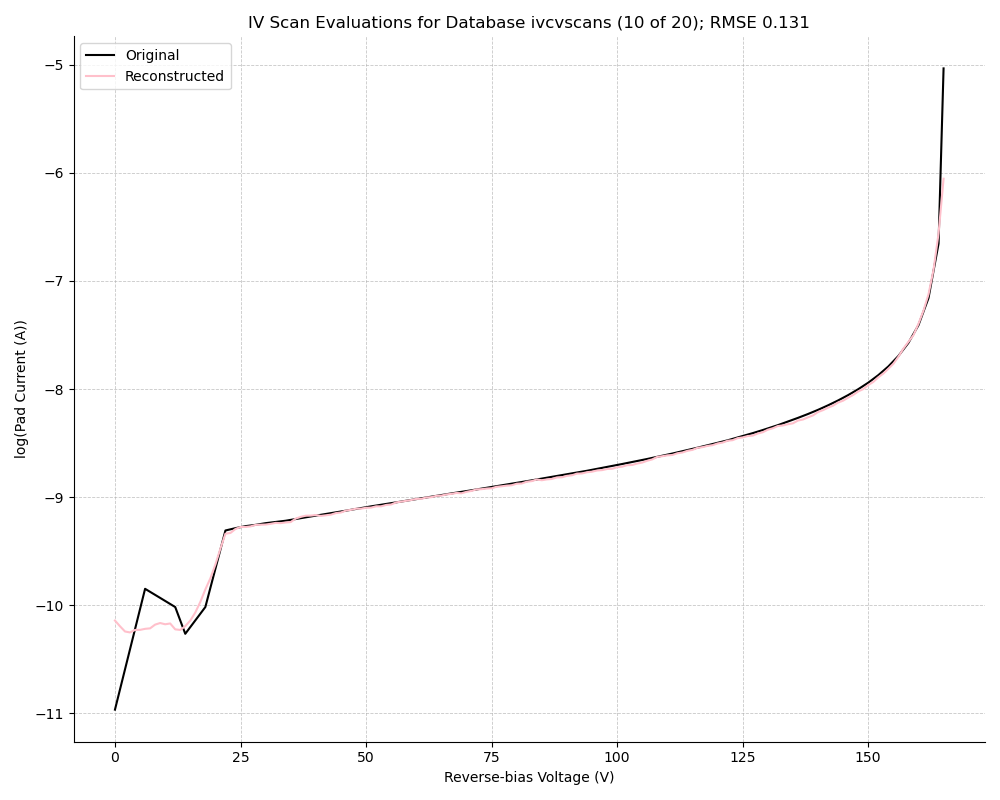 IV Scan Evaluations for Database ivcvscans (10 of 20); RMSE 0.131
Original
Reconstructed
log(Pad Current (A))
−5
−6
−7
−8
−9
−10
−11
0
25
50
75
100
125
150
Reverse-bias Voltage (V)